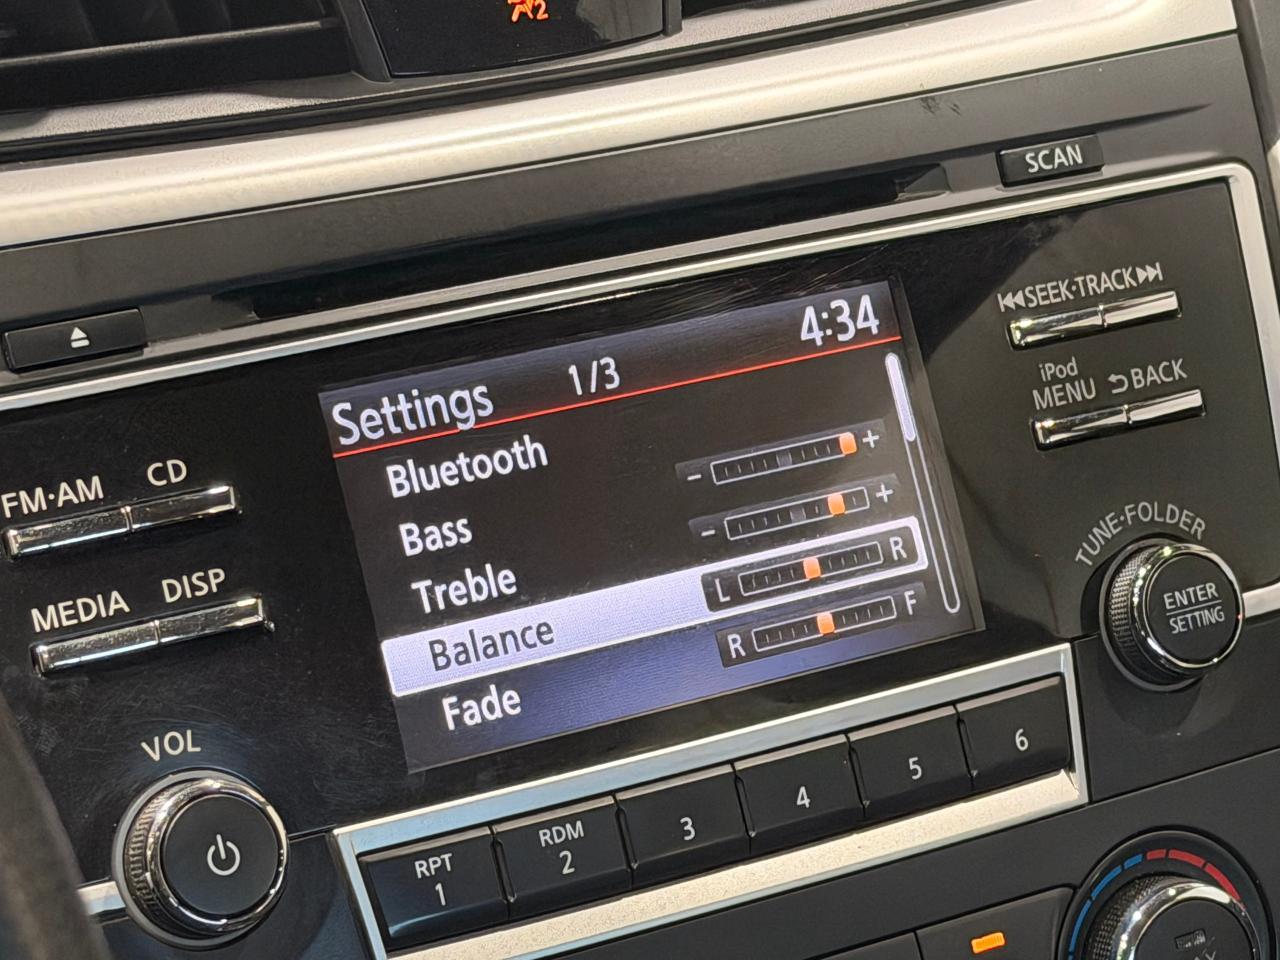 2
SCAN
⏮SEEK·TRACK⏭
iPod
MENU ⮌BACK
4:34
Settings 1/3
Bluetooth
Bass - +
Treble - +
Balance L R
Fade R F
FM·AM CD
MEDIA DISP
VOL
TUNE·FOLDER
ENTER
SETTING
RPT
1
RDM
2
3
4
5
6